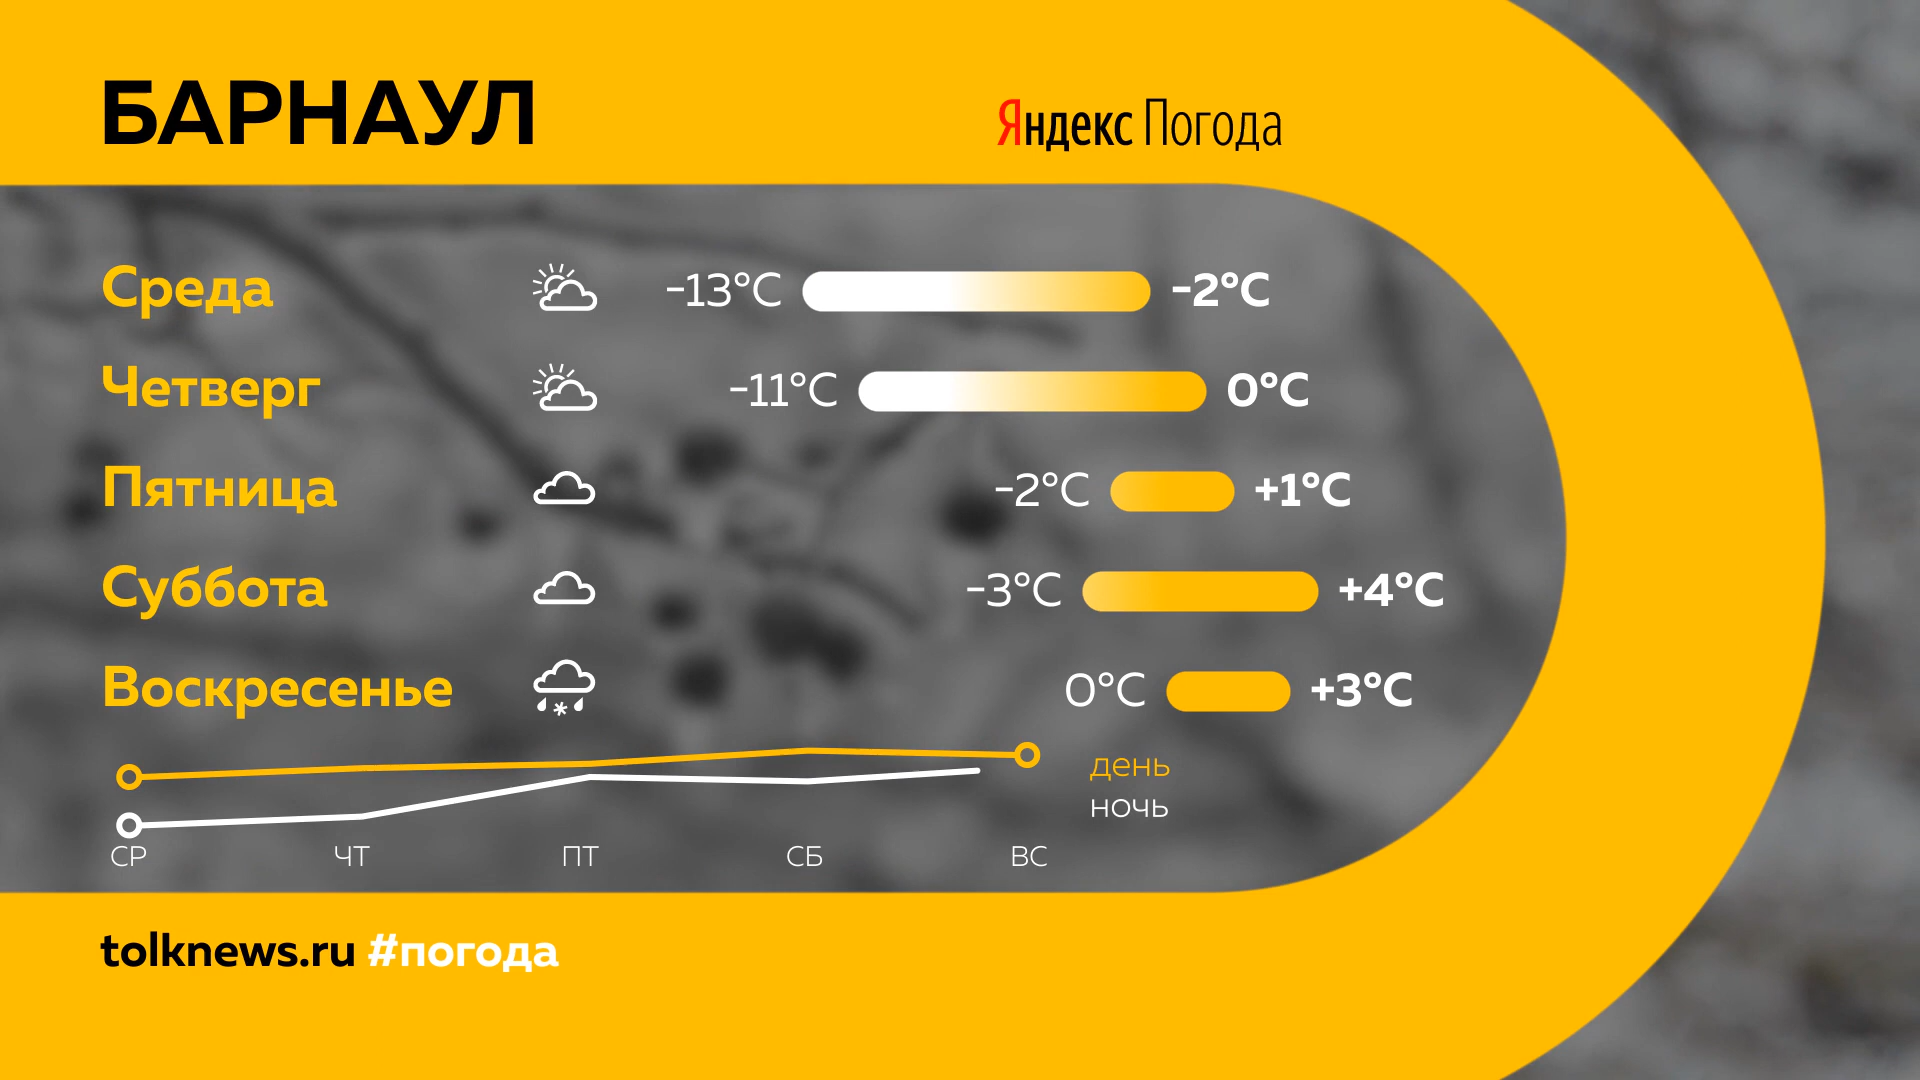 БАРНАУЛ
Яндекс Погода
Среда -13°C -2°C
Четверг -11°C 0°C
Пятница -2°C +1°C
Суббота -3°C +4°C
Воскресенье 0°C +3°C
день
ночь
СР ЧТ ПТ СБ ВС
tolknews.ru #погода